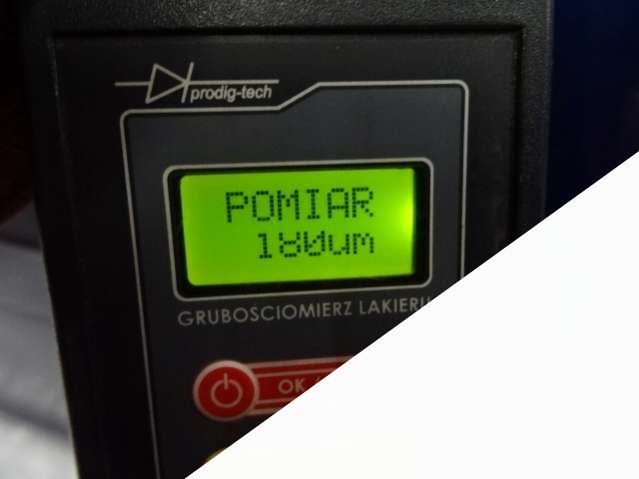 prodig-tech
POMIAR
180um
GRUBOŚCIOMIERZ LAKIERU
OK